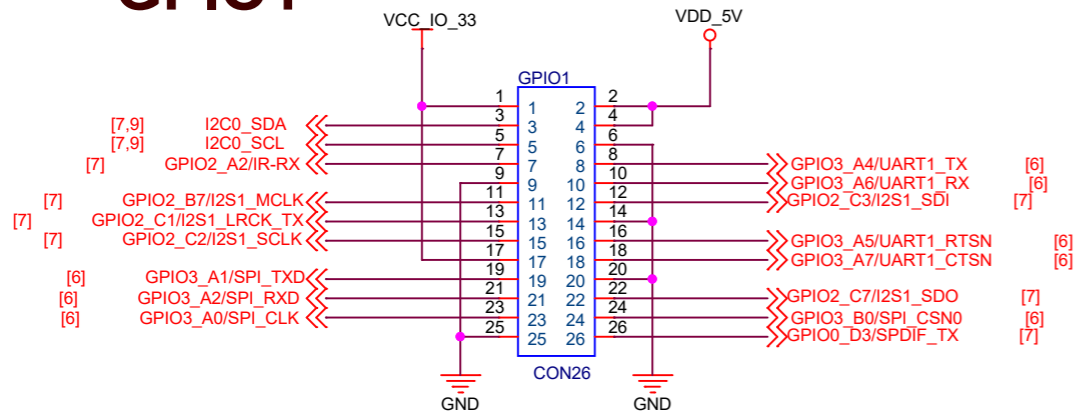 GPIO1
VCC_IO_33
VDD_5V
GPIO1
1 1 2 2
[7,9] I2C0_SDA 3 3 4 4
[7,9] I2C0_SCL 5 5 6 6
[7] GPIO2_A2/IR-RX 7 7 8 8 GPIO3_A4/UART1_TX [6]
9 9 10 10 GPIO3_A6/UART1_RX [6]
[7] GPIO2_B7/I2S1_MCLK 11 11 12 12 GPIO2_C3/I2S1_SDI [7]
[7] GPIO2_C1/I2S1_LRCK_TX 13 13 14 14
[7] GPIO2_C2/I2S1_SCLK 15 15 16 16 GPIO3_A5/UART1_RTSN [6]
17 17 18 18 GPIO3_A7/UART1_CTSN [6]
[6] GPIO3_A1/SPI_TXD 19 19 20 20
[6] GPIO3_A2/SPI_RXD 21 21 22 22 GPIO2_C7/I2S1_SDO [7]
[6] GPIO3_A0/SPI_CLK 23 23 24 24 GPIO3_B0/SPI_CSN0 [6]
25 25 26 26 GPIO0_D3/SPDIF_TX [7]
CON26
GND GND